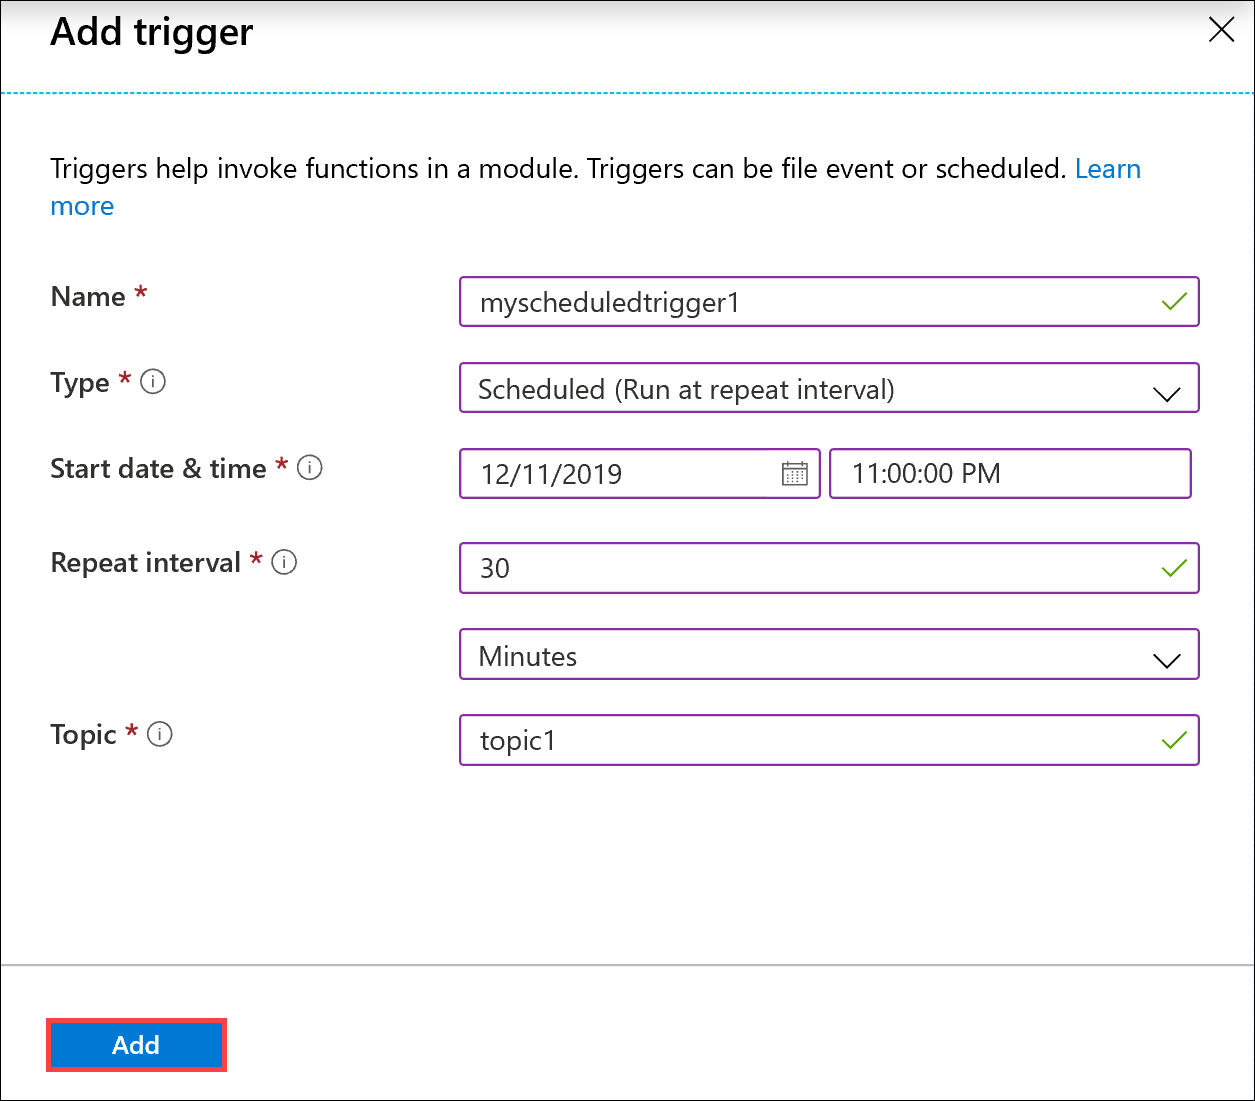 Add trigger
Triggers help invoke functions in a module. Triggers can be file event or scheduled. Learn
more
Name *
myscheduledtrigger1
Type *
Scheduled (Run at repeat interval)
Start date & time *
12/11/2019
11:00:00 PM
Repeat interval *
30
Minutes
Topic *
topic1
Add